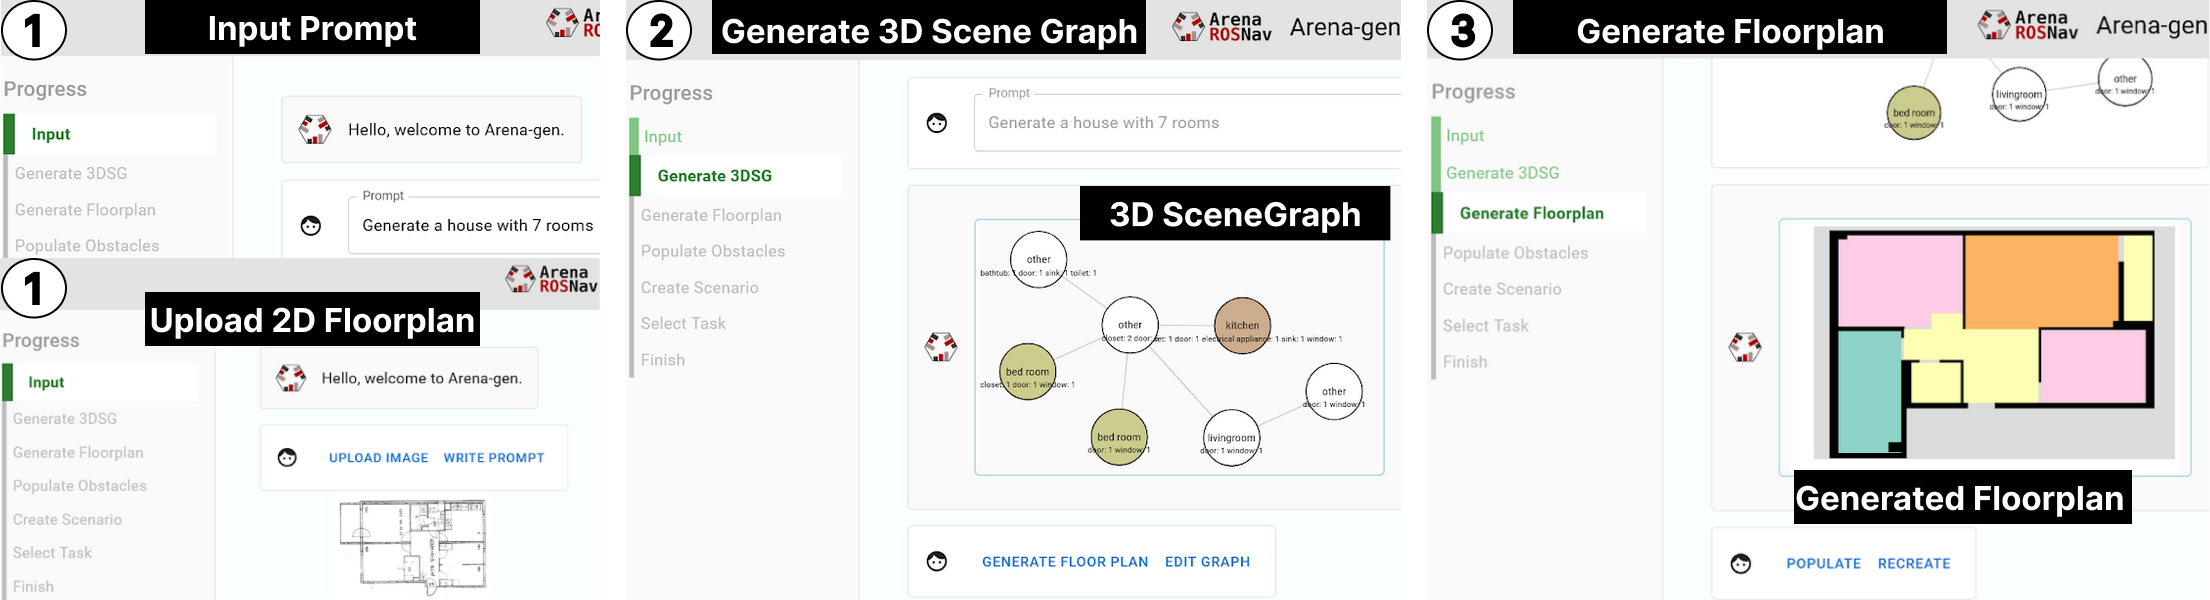 1
Input Prompt
Ar
RO
Progress
Input
Generate 3DSG
Generate Floorplan
Populate Obstacles
Hello, welcome to Arena-gen.
Prompt
Generate a house with 7 rooms
1
Upload 2D Floorplan
Arena
ROSNav
Progress
Input
Generate 3DSG
Generate Floorplan
Populate Obstacles
Create Scenario
Select Task
Finish
Hello, welcome to Arena-gen.
UPLOAD IMAGE WRITE PROMPT
2
Generate 3D Scene Graph
Arena
ROSNav
Arena-gen
Progress
Input
Generate 3DSG
Generate Floorplan
Populate Obstacles
Create Scenario
Select Task
Finish
Prompt
Generate a house with 7 rooms
3D SceneGraph
other
bathtub: 1 door: 1 sink: 1 toilet: 1
other
closet: 2 door:
kitchen
set: 1 door: 1 electrical appliance: 1 sink: 1 window: 1
bed room
closet: 1 door: 1 window: 1
other
door: 1 window: 1
bed room
door: 1 window: 1
livingroom
door: 1 window: 1
GENERATE FLOOR PLAN EDIT GRAPH
3
Generate Floorplan
Arena
ROSNav
Arena-gen
Progress
Input
Generate 3DSG
Generate Floorplan
Populate Obstacles
Create Scenario
Select Task
Finish
other
door: 1 window: 1
livingroom
door: 1 window: 1
bed room
door: 1 window: 1
Generated Floorplan
POPULATE RECREATE